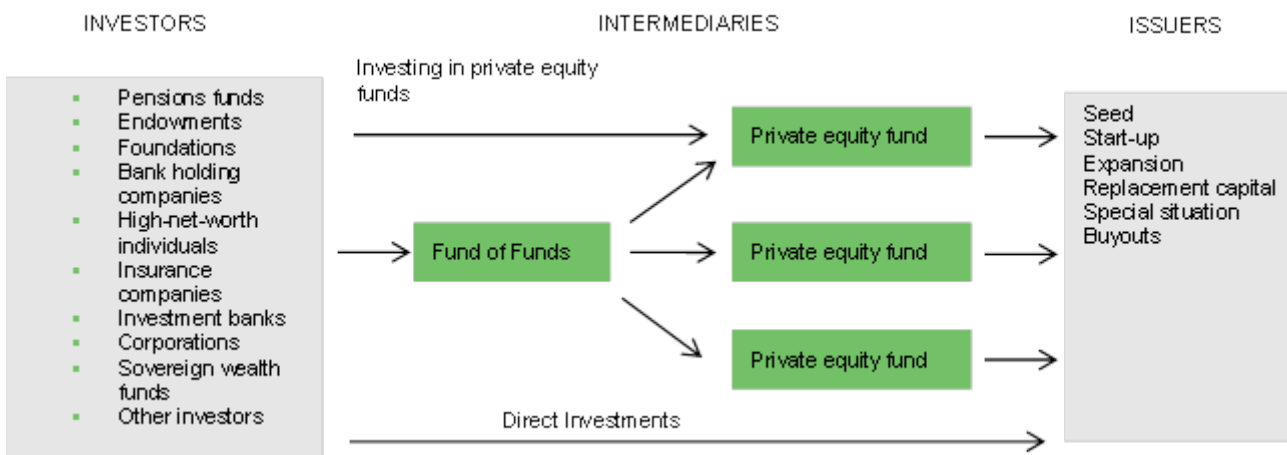 INVESTORS
INTERMEDIARIES
ISSUERS
Pensions funds
Endowments
Foundations
Bank holding
companies
High-net-worth
individuals
Insurance
companies
Investment banks
Corporations
Sovereign wealth
funds
Other investors
Investing in private equity
funds
Fund of Funds
Private equity fund
Private equity fund
Private equity fund
Direct Investments
Seed
Start-up
Expansion
Replacement capital
Special situation
Buyouts